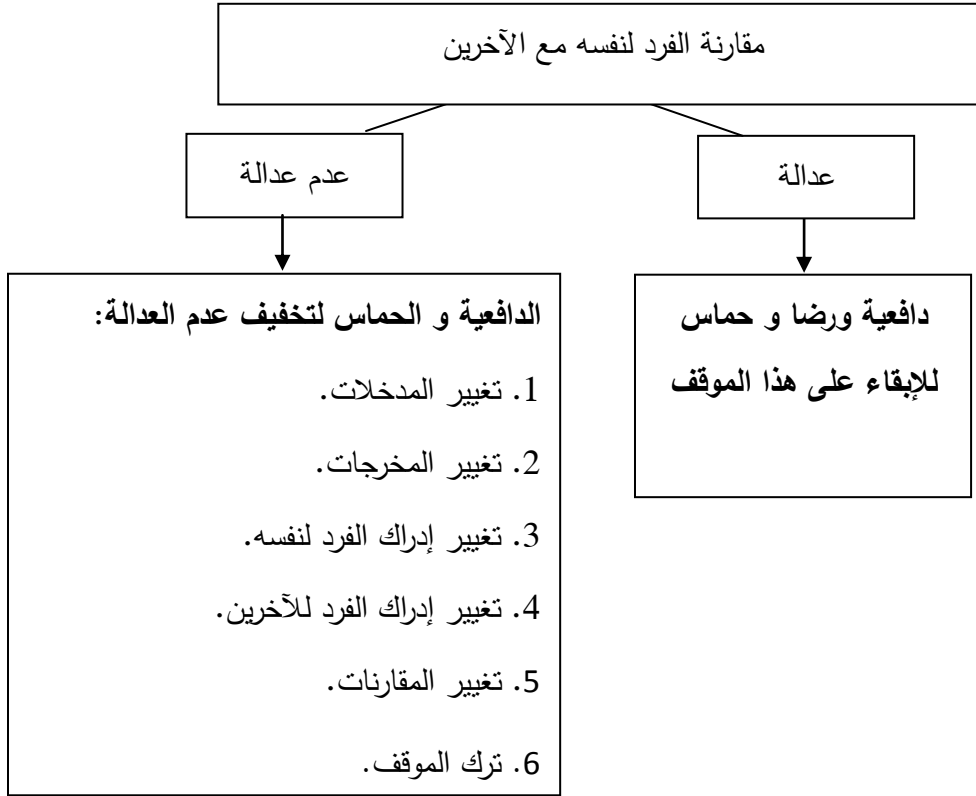 مقارنة الفرد لنفسه مع الآخرين
عدالة
عدم عدالة
دافعية ورضا و حماس
للإبقاء على هذا الموقف
الدافعية و الحماس لتخفيف عدم العدالة:
1. تغيير المدخلات.
2. تغيير المخرجات.
3. تغيير إدراك الفرد لنفسه.
4. تغيير إدراك الفرد للآخرين.
5. تغيير المقارنات.
6. ترك الموقف.